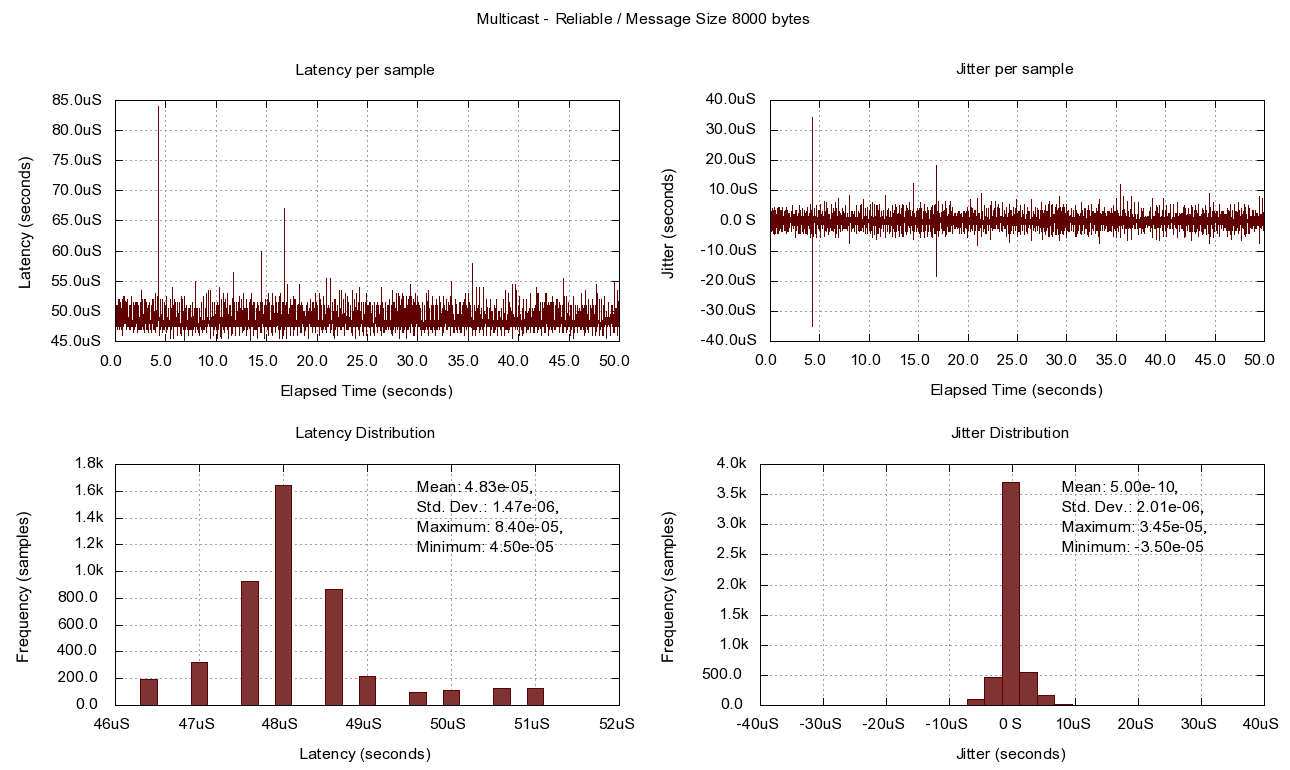 Multicast - Reliable / Message Size 8000 bytes
Latency per sample
85.0uS
80.0uS
75.0uS
70.0uS
65.0uS
60.0uS
55.0uS
50.0uS
45.0uS
Latency (seconds)
0.0 5.0 10.0 15.0 20.0 25.0 30.0 35.0 40.0 45.0 50.0
Elapsed Time (seconds)
Jitter per sample
40.0uS
30.0uS
20.0uS
10.0uS
0.0 S
-10.0uS
-20.0uS
-30.0uS
-40.0uS
Jitter (seconds)
0.0 5.0 10.0 15.0 20.0 25.0 30.0 35.0 40.0 45.0 50.0
Elapsed Time (seconds)
Latency Distribution
1.8k
1.6k
1.4k
1.2k
1.0k
800.0
600.0
400.0
200.0
0.0
Frequency (samples)
Mean: 4.83e-05,
Std. Dev.: 1.47e-06,
Maximum: 8.40e-05,
Minimum: 4.50e-05
46uS 47uS 48uS 49uS 50uS 51uS 52uS
Latency (seconds)
Jitter Distribution
4.0k
3.5k
3.0k
2.5k
2.0k
1.5k
1.0k
500.0
0.0
Frequency (samples)
Mean: 5.00e-10,
Std. Dev.: 2.01e-06,
Maximum: 3.45e-05,
Minimum: -3.50e-05
-40uS -30uS -20uS -10uS 0 S 10uS 20uS 30uS 40uS
Jitter (seconds)